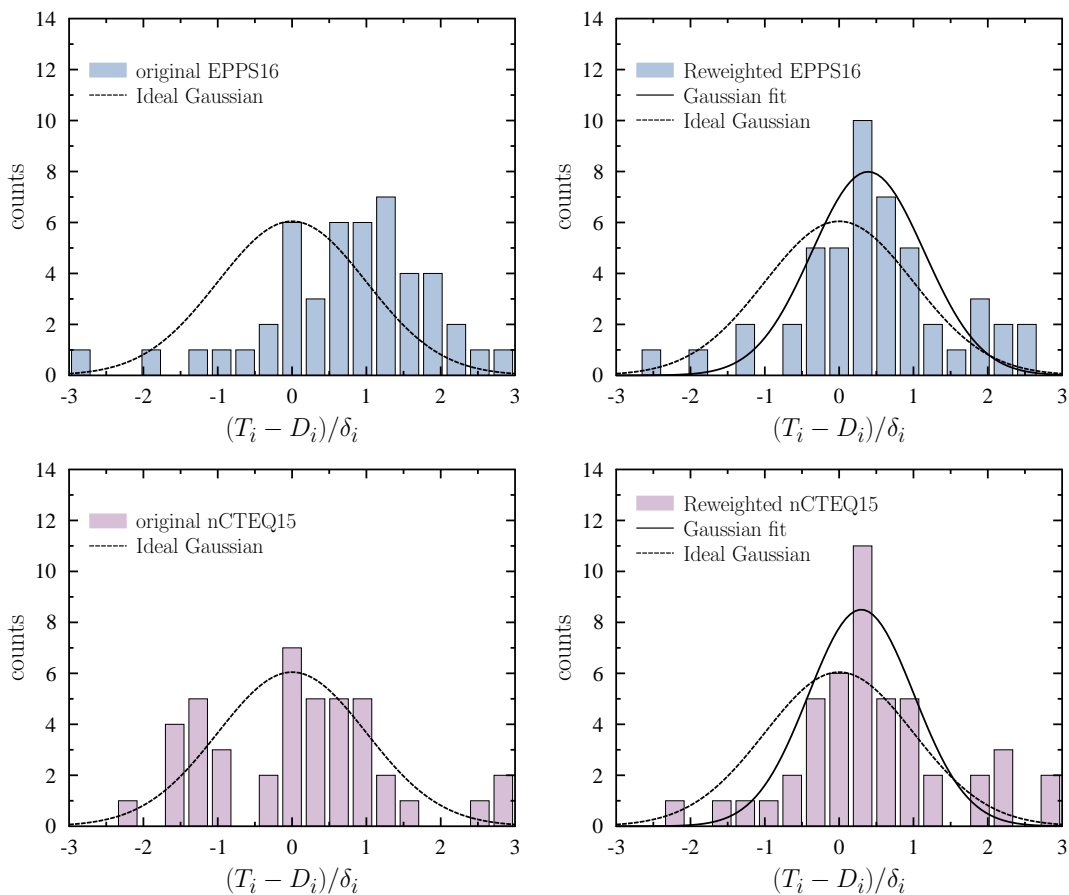 14
12
10
8
6
4
2
0
counts
original EPPS16
Ideal Gaussian
-3 -2 -1 0 1 2 3
(T_i − D_i)/δ_i
14
12
10
8
6
4
2
0
counts
Reweighted EPPS16
Gaussian fit
Ideal Gaussian
-3 -2 -1 0 1 2 3
(T_i − D_i)/δ_i
14
12
10
8
6
4
2
0
counts
original nCTEQ15
Ideal Gaussian
-3 -2 -1 0 1 2 3
(T_i − D_i)/δ_i
14
12
10
8
6
4
2
0
counts
Reweighted nCTEQ15
Gaussian fit
Ideal Gaussian
-3 -2 -1 0 1 2 3
(T_i − D_i)/δ_i